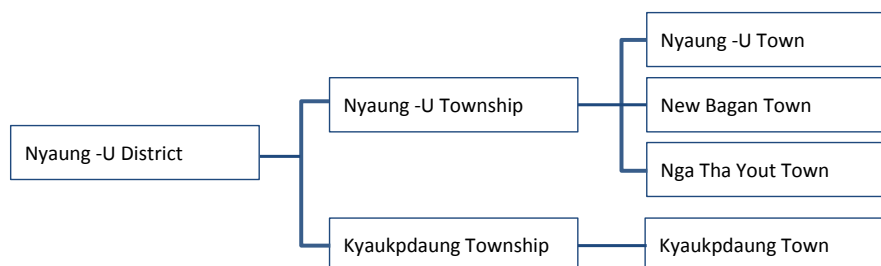 Nyaung -U Town
Nyaung -U Township
New Bagan Town
Nyaung -U District
Nga Tha Yout Town
Kyaukpdaung Township
Kyaukpdaung Town